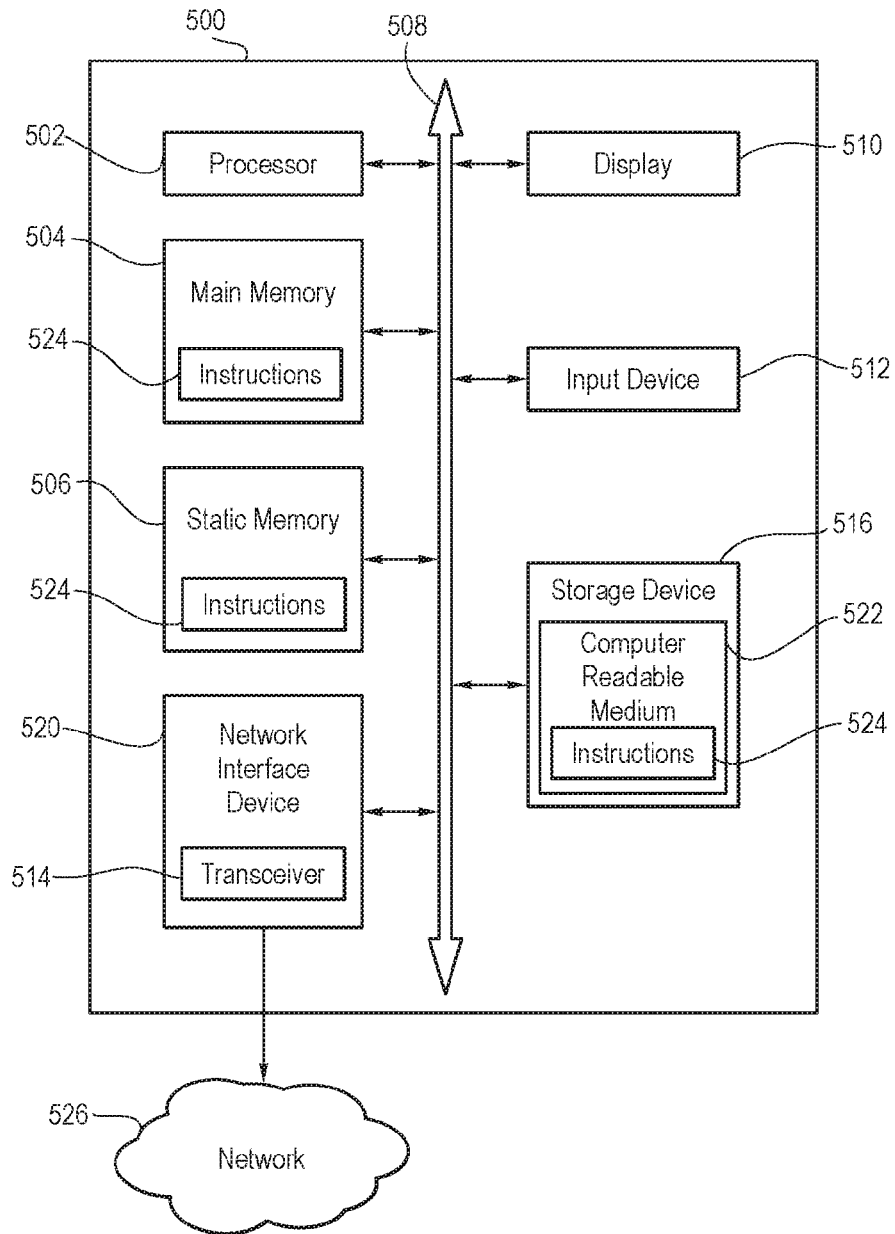 500
508
502
Processor
Display
510
504
Main Memory
524
Instructions
Input Device
512
506
Static Memory
524
Instructions
516
Storage Device
522
Computer
Readable
Medium
Instructions
524
520
Network
Interface
Device
514
Transceiver
526
Network